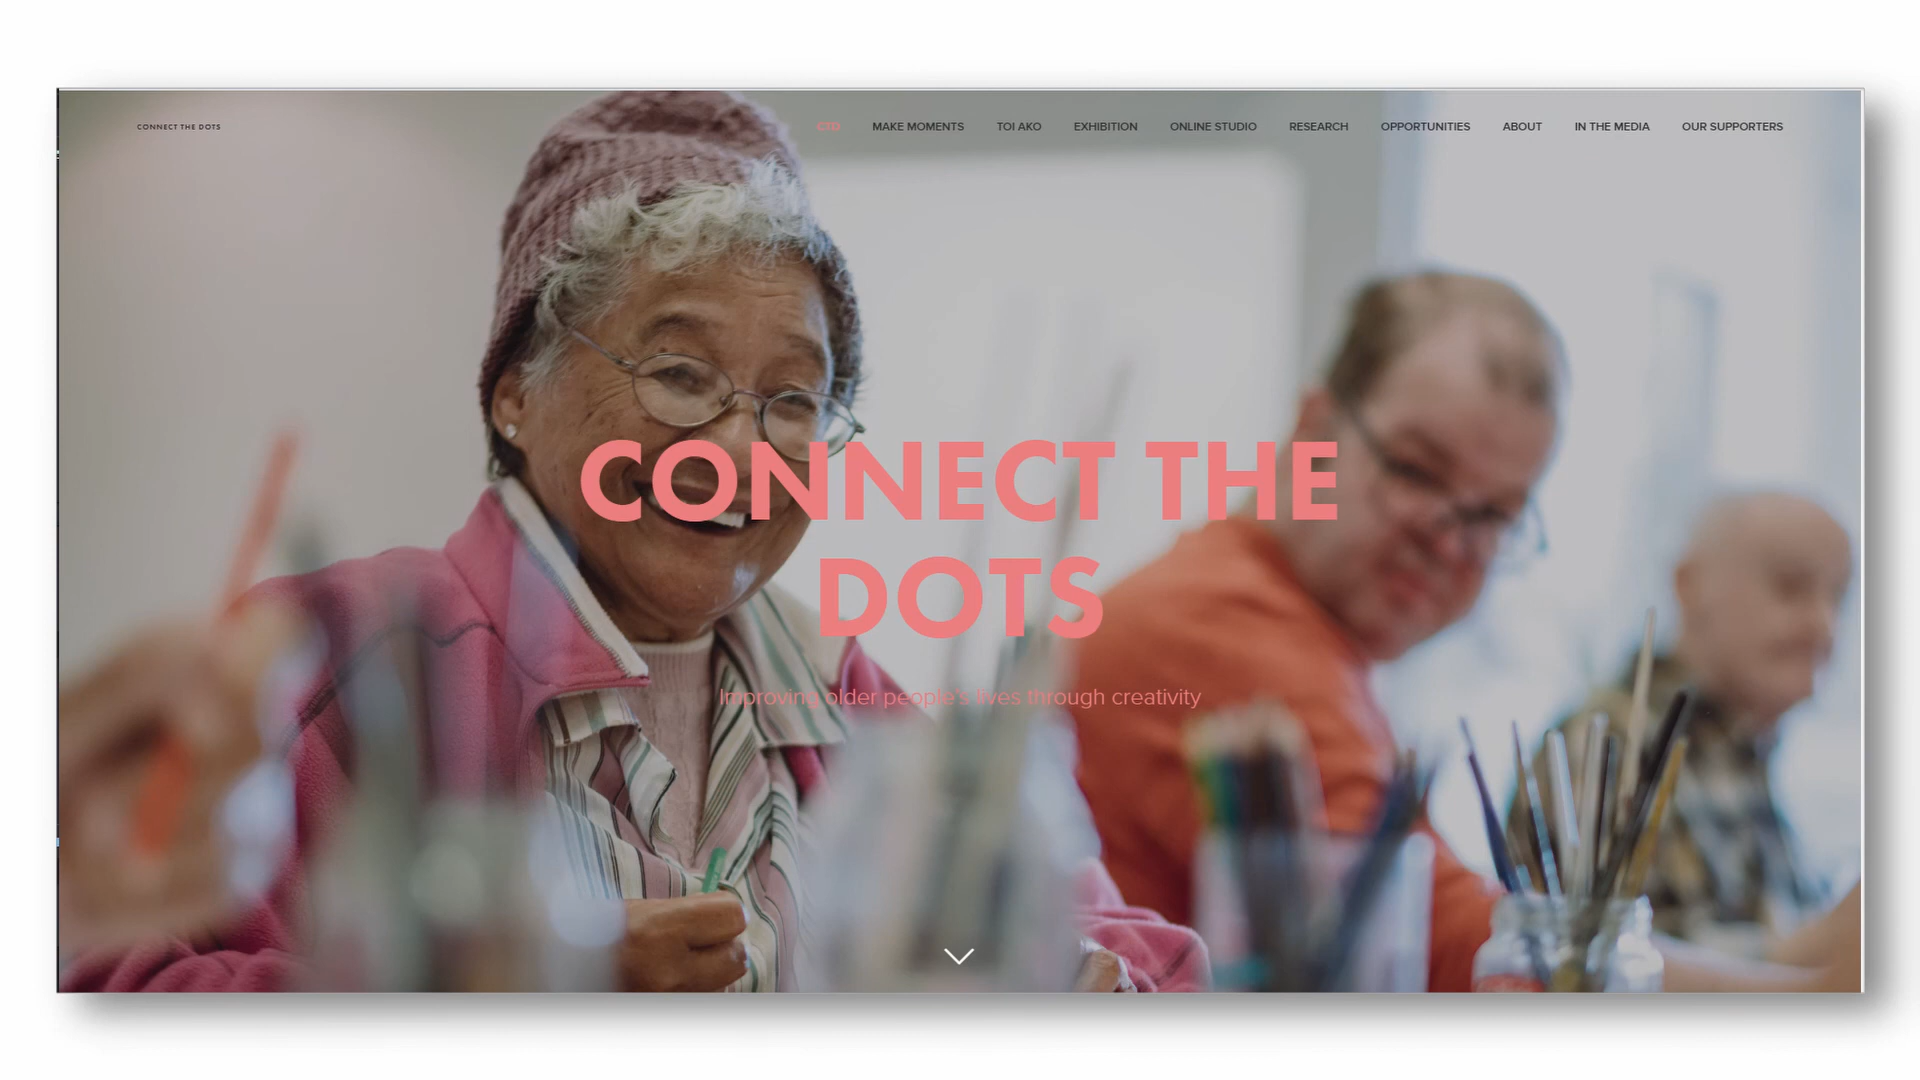 CONNECT THE DOTS
CTD MAKE MOMENTS TOI AKO EXHIBITION ONLINE STUDIO RESEARCH OPPORTUNITIES ABOUT IN THE MEDIA OUR SUPPORTERS
CONNECT THE
DOTS
Improving older people's lives through creativity